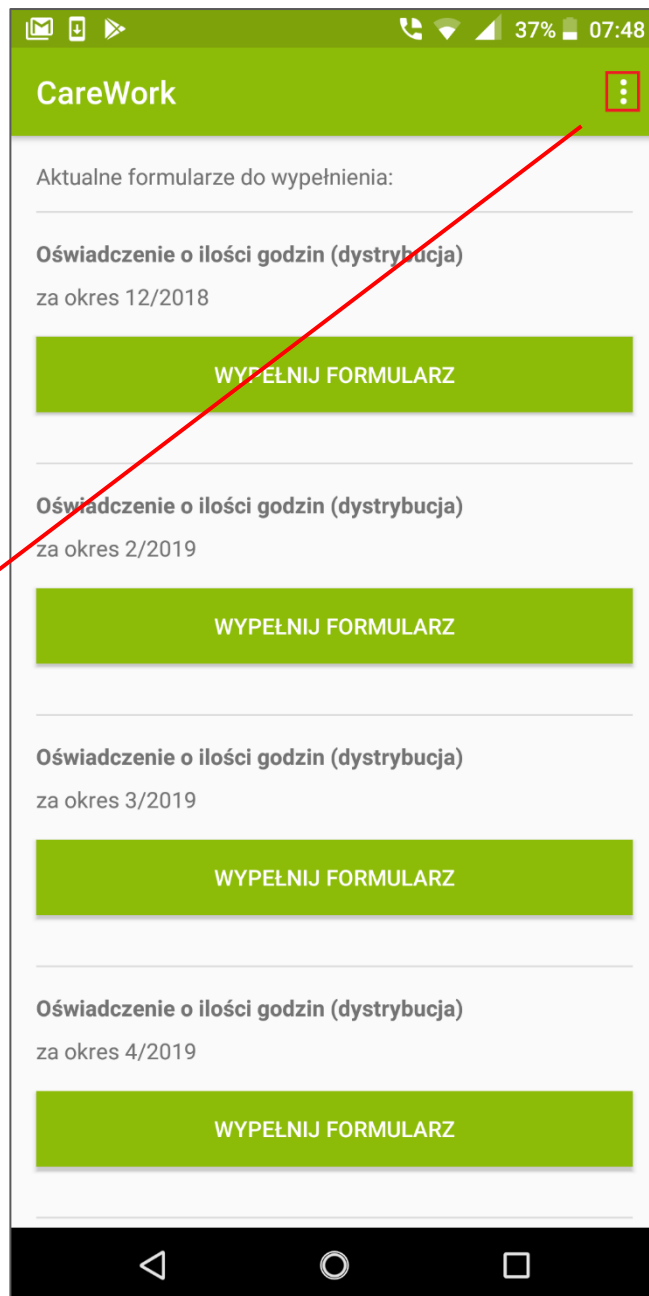 37% 07:48
CareWork
Aktualne formularze do wypełnienia:
Oświadczenie o ilości godzin (dystrybucja)
za okres 12/2018
WYPEŁNIJ FORMULARZ
Oświadczenie o ilości godzin (dystrybucja)
za okres 2/2019
WYPEŁNIJ FORMULARZ
Oświadczenie o ilości godzin (dystrybucja)
za okres 3/2019
WYPEŁNIJ FORMULARZ
Oświadczenie o ilości godzin (dystrybucja)
za okres 4/2019
WYPEŁNIJ FORMULARZ